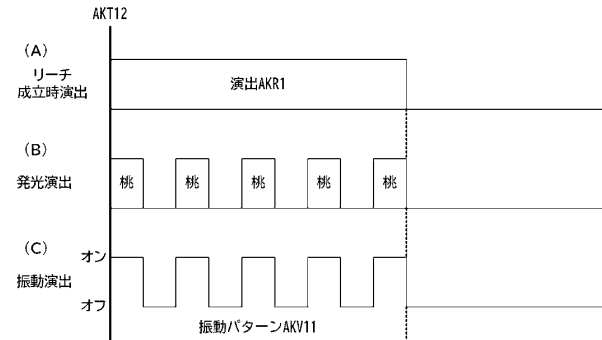 AKT12
(A)
リーチ
成立時演出
演出AKR1
(B)
発光演出
桃 桃 桃 桃 桃
(C)
振動演出
オン
オフ
振動パターンAKV11